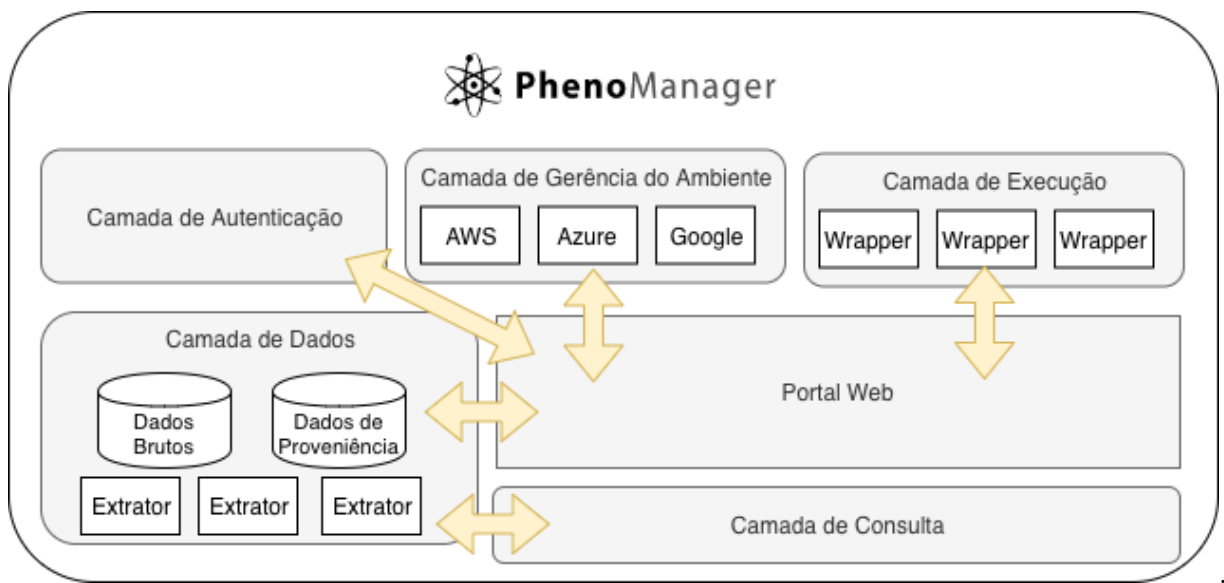 PhenoManager
Camada de Autenticação
Camada de Gerência do Ambiente
AWS
Azure
Google
Camada de Execução
Wrapper
Wrapper
Wrapper
Camada de Dados
Dados
Brutos
Dados de
Proveniência
Extrator
Extrator
Extrator
Portal Web
Camada de Consulta